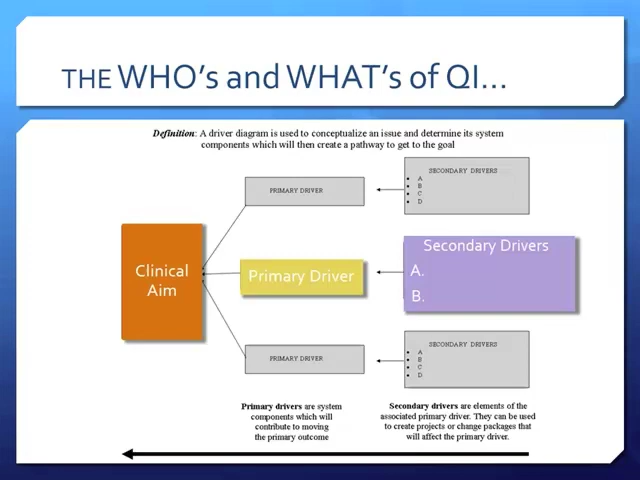 THE WHO's and WHAT's of QI...
Definition: A driver diagram is used to conceptualize an issue and determine its system
components which will then create a pathway to get to the goal
PRIMARY DRIVER
SECONDARY DRIVERS
• A
• B
• C
• D
Clinical
Aim
Primary Driver
Secondary Drivers
A.
B.
PRIMARY DRIVER
SECONDARY DRIVERS
• A
• B
• C
• D
Primary drivers are system
components which will
contribute to moving
the primary outcome
Secondary drivers are elements of the
associated primary driver. They can be used
to create projects or change packages that
will affect the primary driver.